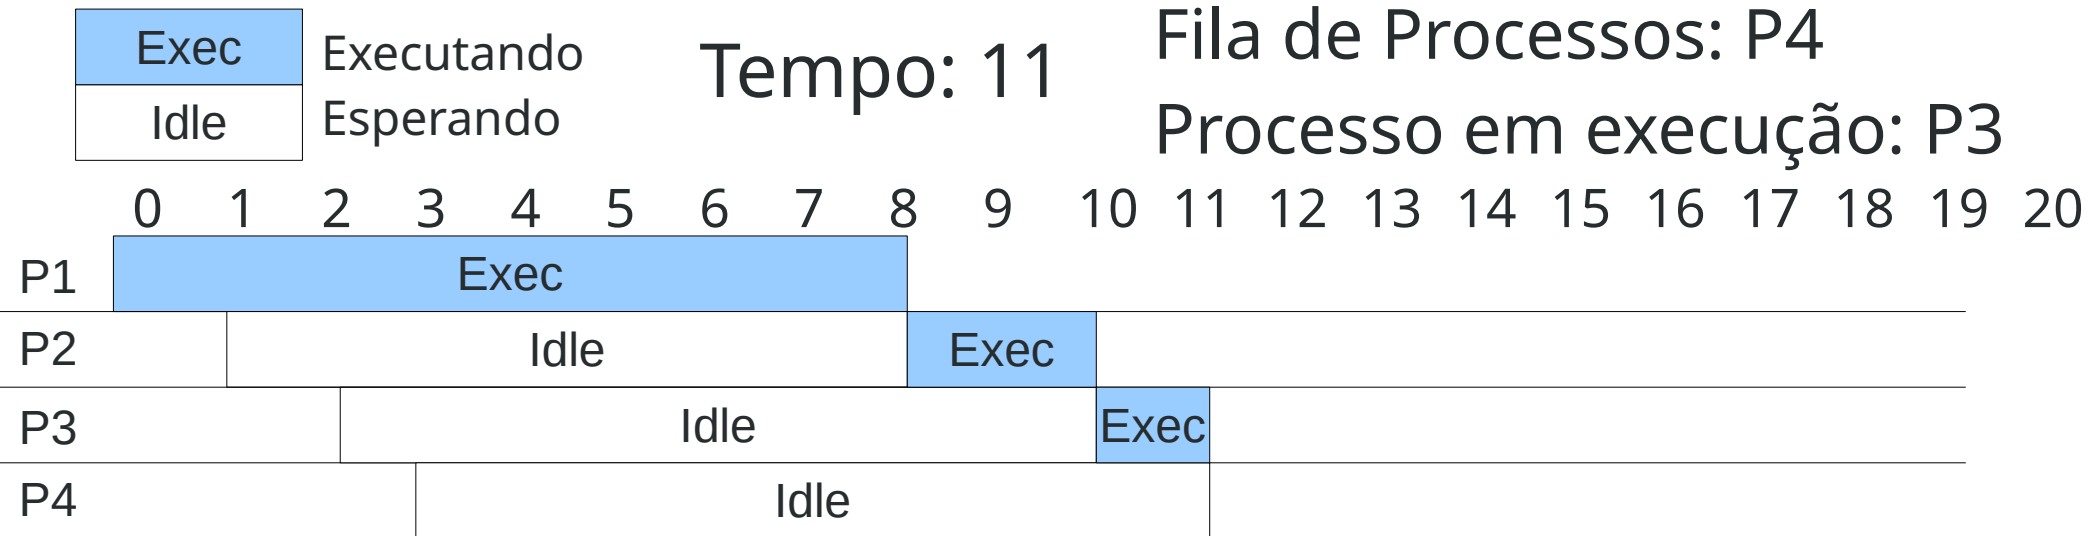 Exec Executando
Idle Esperando
Tempo: 11
Fila de Processos: P4
Processo em execução: P3
0 1 2 3 4 5 6 7 8 9 10 11 12 13 14 15 16 17 18 19 20
P1 Exec
P2 Idle Exec
P3 Idle Exec
P4 Idle